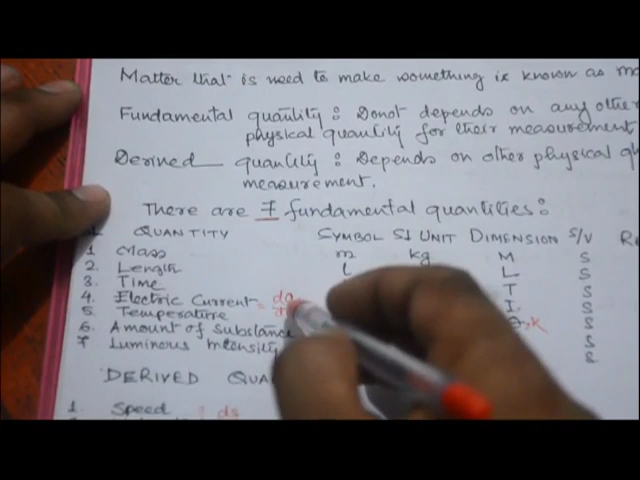 Matter that is need to make something is known as
Fundamental quantity : Donot depends on any other
physical quantity for their measurement
Derived quantity : Depends on other physical
measurement.
There are 7 fundamental quantities :
QUANTITY SYMBOL SI UNIT DIMENSION S/V
1 Mass m kg M S
2. Length l L S
3. Time T S
4. Electric Current = dq I S
5. Temperature θ, K S
6. Amount of substance S
7 Luminous intensity S
DERIVED
1. Speed : ds